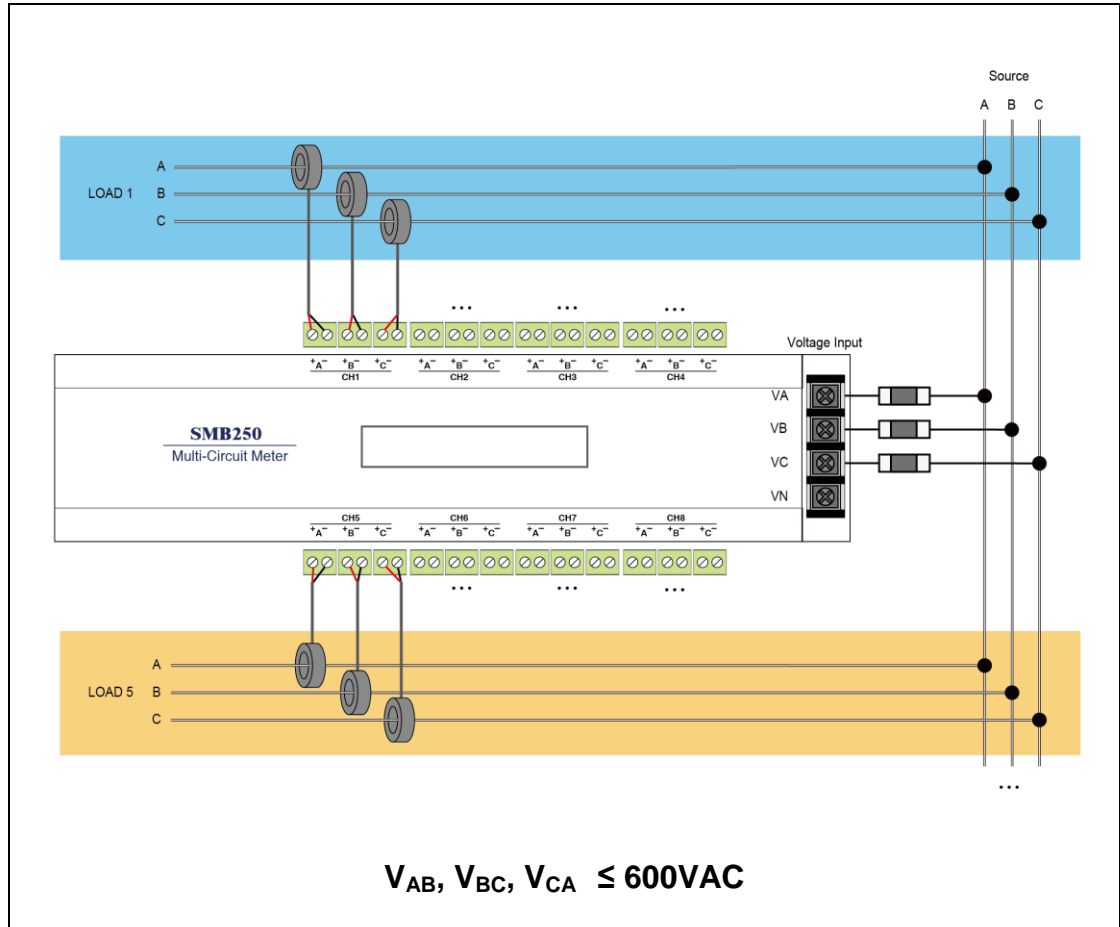 Source
A B C
A
LOAD 1 B
C
... ... ...
Voltage Input
+A− +B− +C− +A− +B− +C− +A− +B− +C− +A− +B− +C−
CH1 CH2 CH3 CH4
VA
SMB250
VB
Multi-Circuit Meter
VC
VN
CH5 CH6 CH7 CH8
+A− +B− +C− +A− +B− +C− +A− +B− +C− +A− +B− +C−
... ... ...
A
LOAD 5 B
C
...
VAB, VBC, VCA ≤ 600VAC